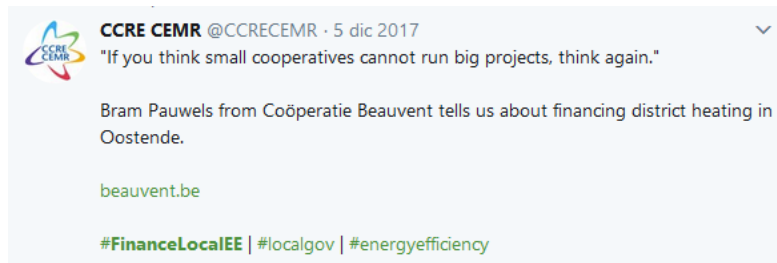 CCRE CEMR @CCRECEMR · 5 dic 2017
CCRE
CEMR
"If you think small cooperatives cannot run big projects, think again."
Bram Pauwels from Coöperatie Beauvent tells us about financing district heating in
Oostende.
beauvent.be
#FinanceLocalEE | #localgov | #energyefficiency